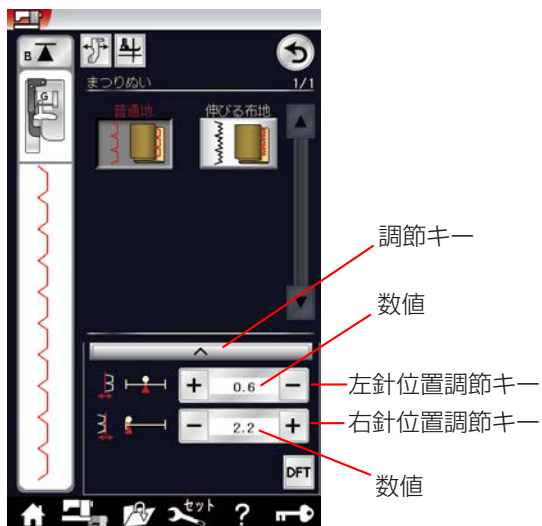 B
G
まつりぬい 1/1
普通地 伸びる布地
調節キー
数値
+ 0.6 −
左針位置調節キー
− 2.2 +
右針位置調節キー
DFT
数値
セット
?